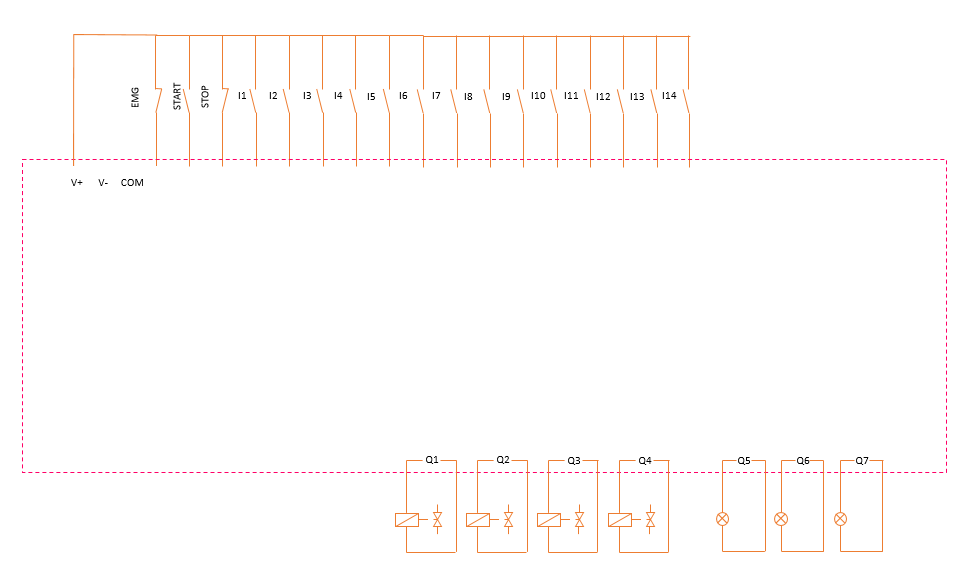 EMG START STOP I1 I2 I3 I4 I5 I6 I7 I8 I9 I10 I11 I12 I13 I14
V+ V- COM
Q1 Q2 Q3 Q4 Q5 Q6 Q7